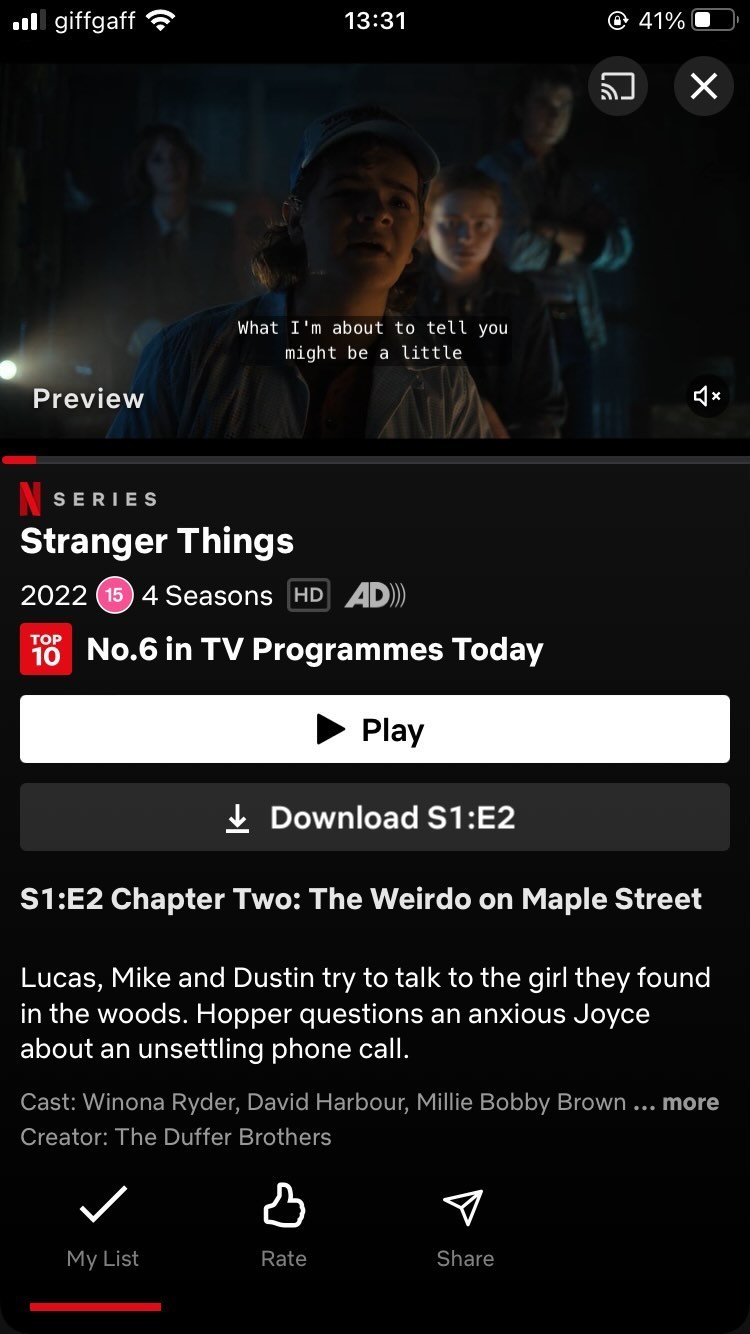 giffgaff 13:31 41%
What I'm about to tell you
might be a little
Preview
N SERIES
Stranger Things
2022 15 4 Seasons HD AD)))
TOP 10 No.6 in TV Programmes Today
Play
Download S1:E2
S1:E2 Chapter Two: The Weirdo on Maple Street
Lucas, Mike and Dustin try to talk to the girl they found
in the woods. Hopper questions an anxious Joyce
about an unsettling phone call.
Cast: Winona Ryder, David Harbour, Millie Bobby Brown ... more
Creator: The Duffer Brothers
My List Rate Share